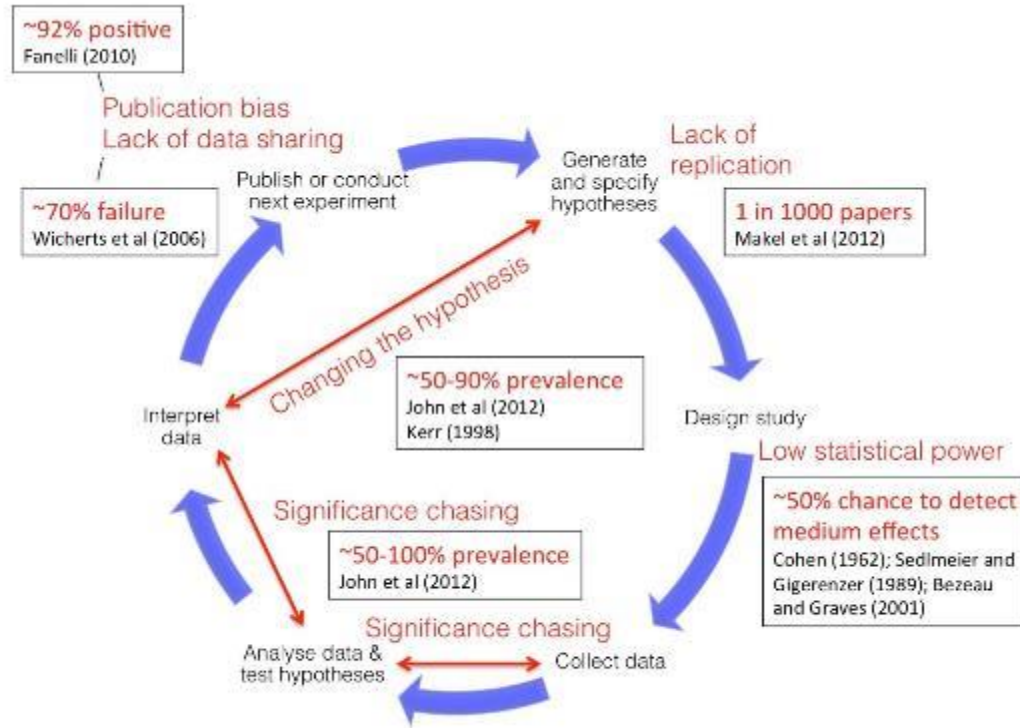 ~92% positive
Fanelli (2010)
Publication bias
Lack of data sharing
~70% failure
Wicherts et al (2006)
Publish or conduct
next experiment
Generate
and specify
hypotheses
Lack of
replication
1 in 1000 papers
Makel et al (2012)
Changing the hypothesis
~50-90% prevalence
John et al (2012)
Kerr (1998)
Interpret
data
Design study
Low statistical power
~50% chance to detect
medium effects
Cohen (1962); Sedlmeier and
Gigerenzer (1989); Bezeau
and Graves (2001)
Significance chasing
~50-100% prevalence
John et al (2012)
Significance chasing
Analyse data &
test hypotheses
Collect data